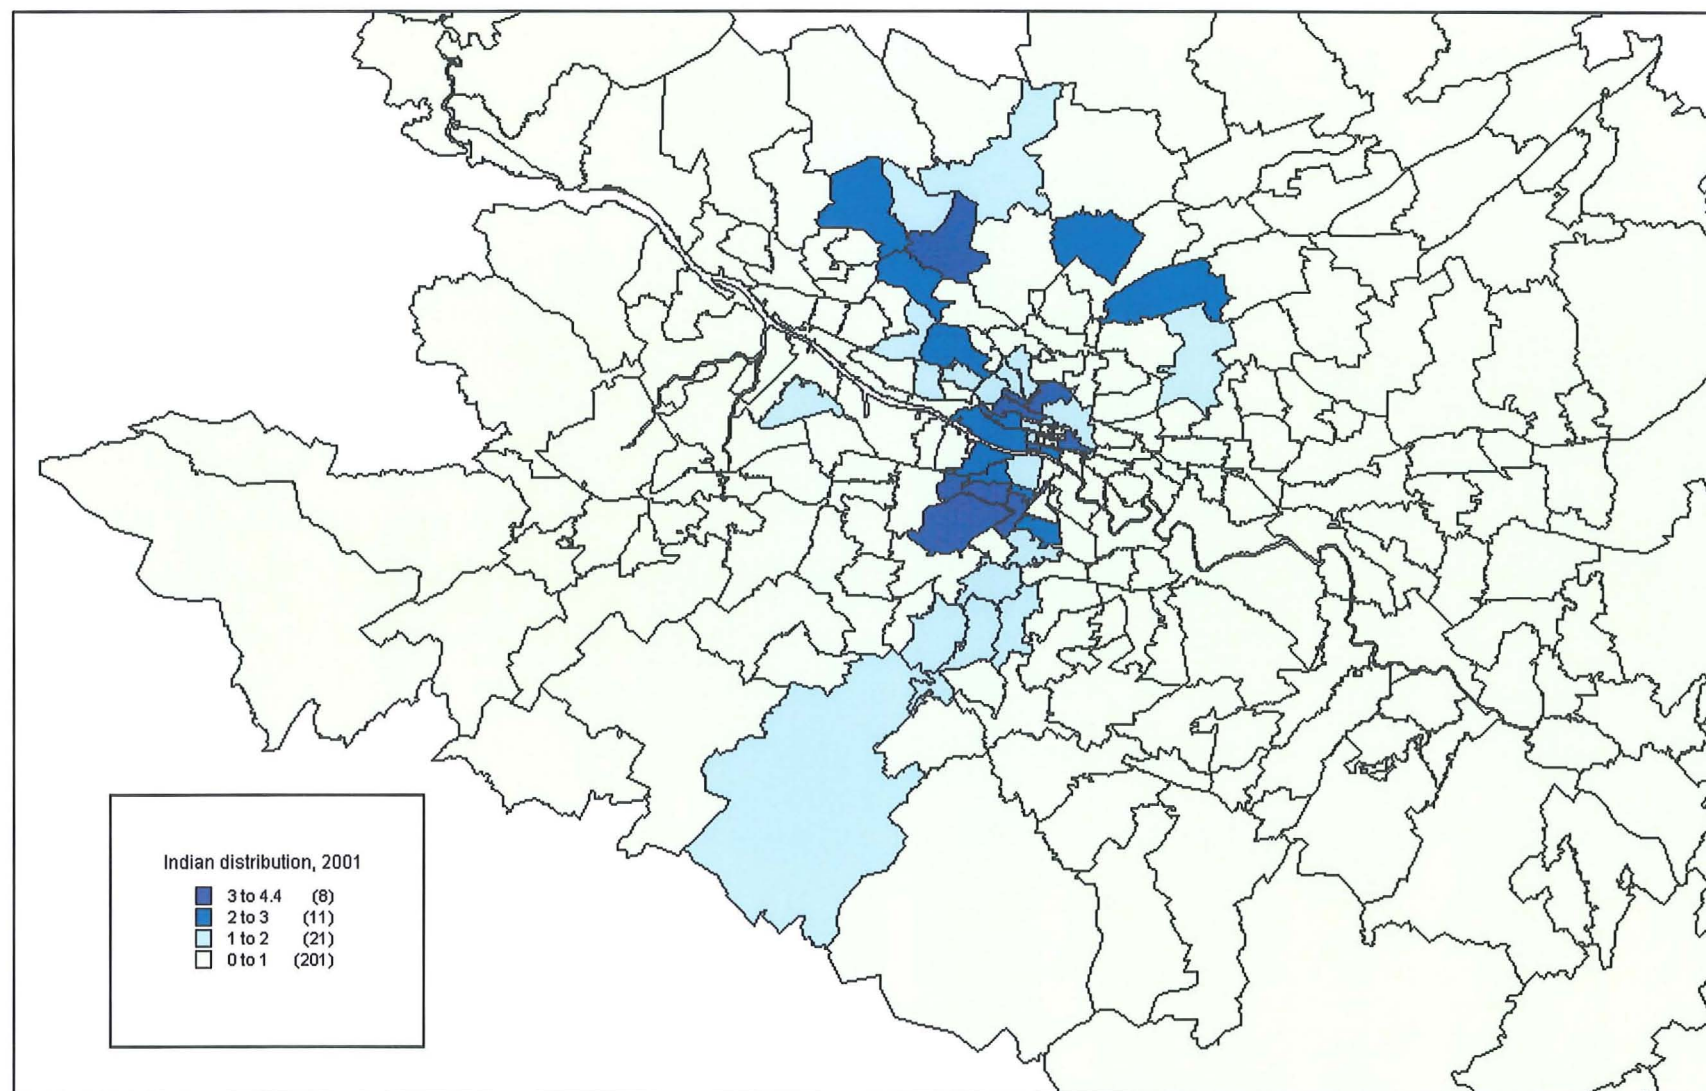 Indian distribution, 2001
3 to 4.4 (8)
2 to 3 (11)
1 to 2 (21)
0 to 1 (201)